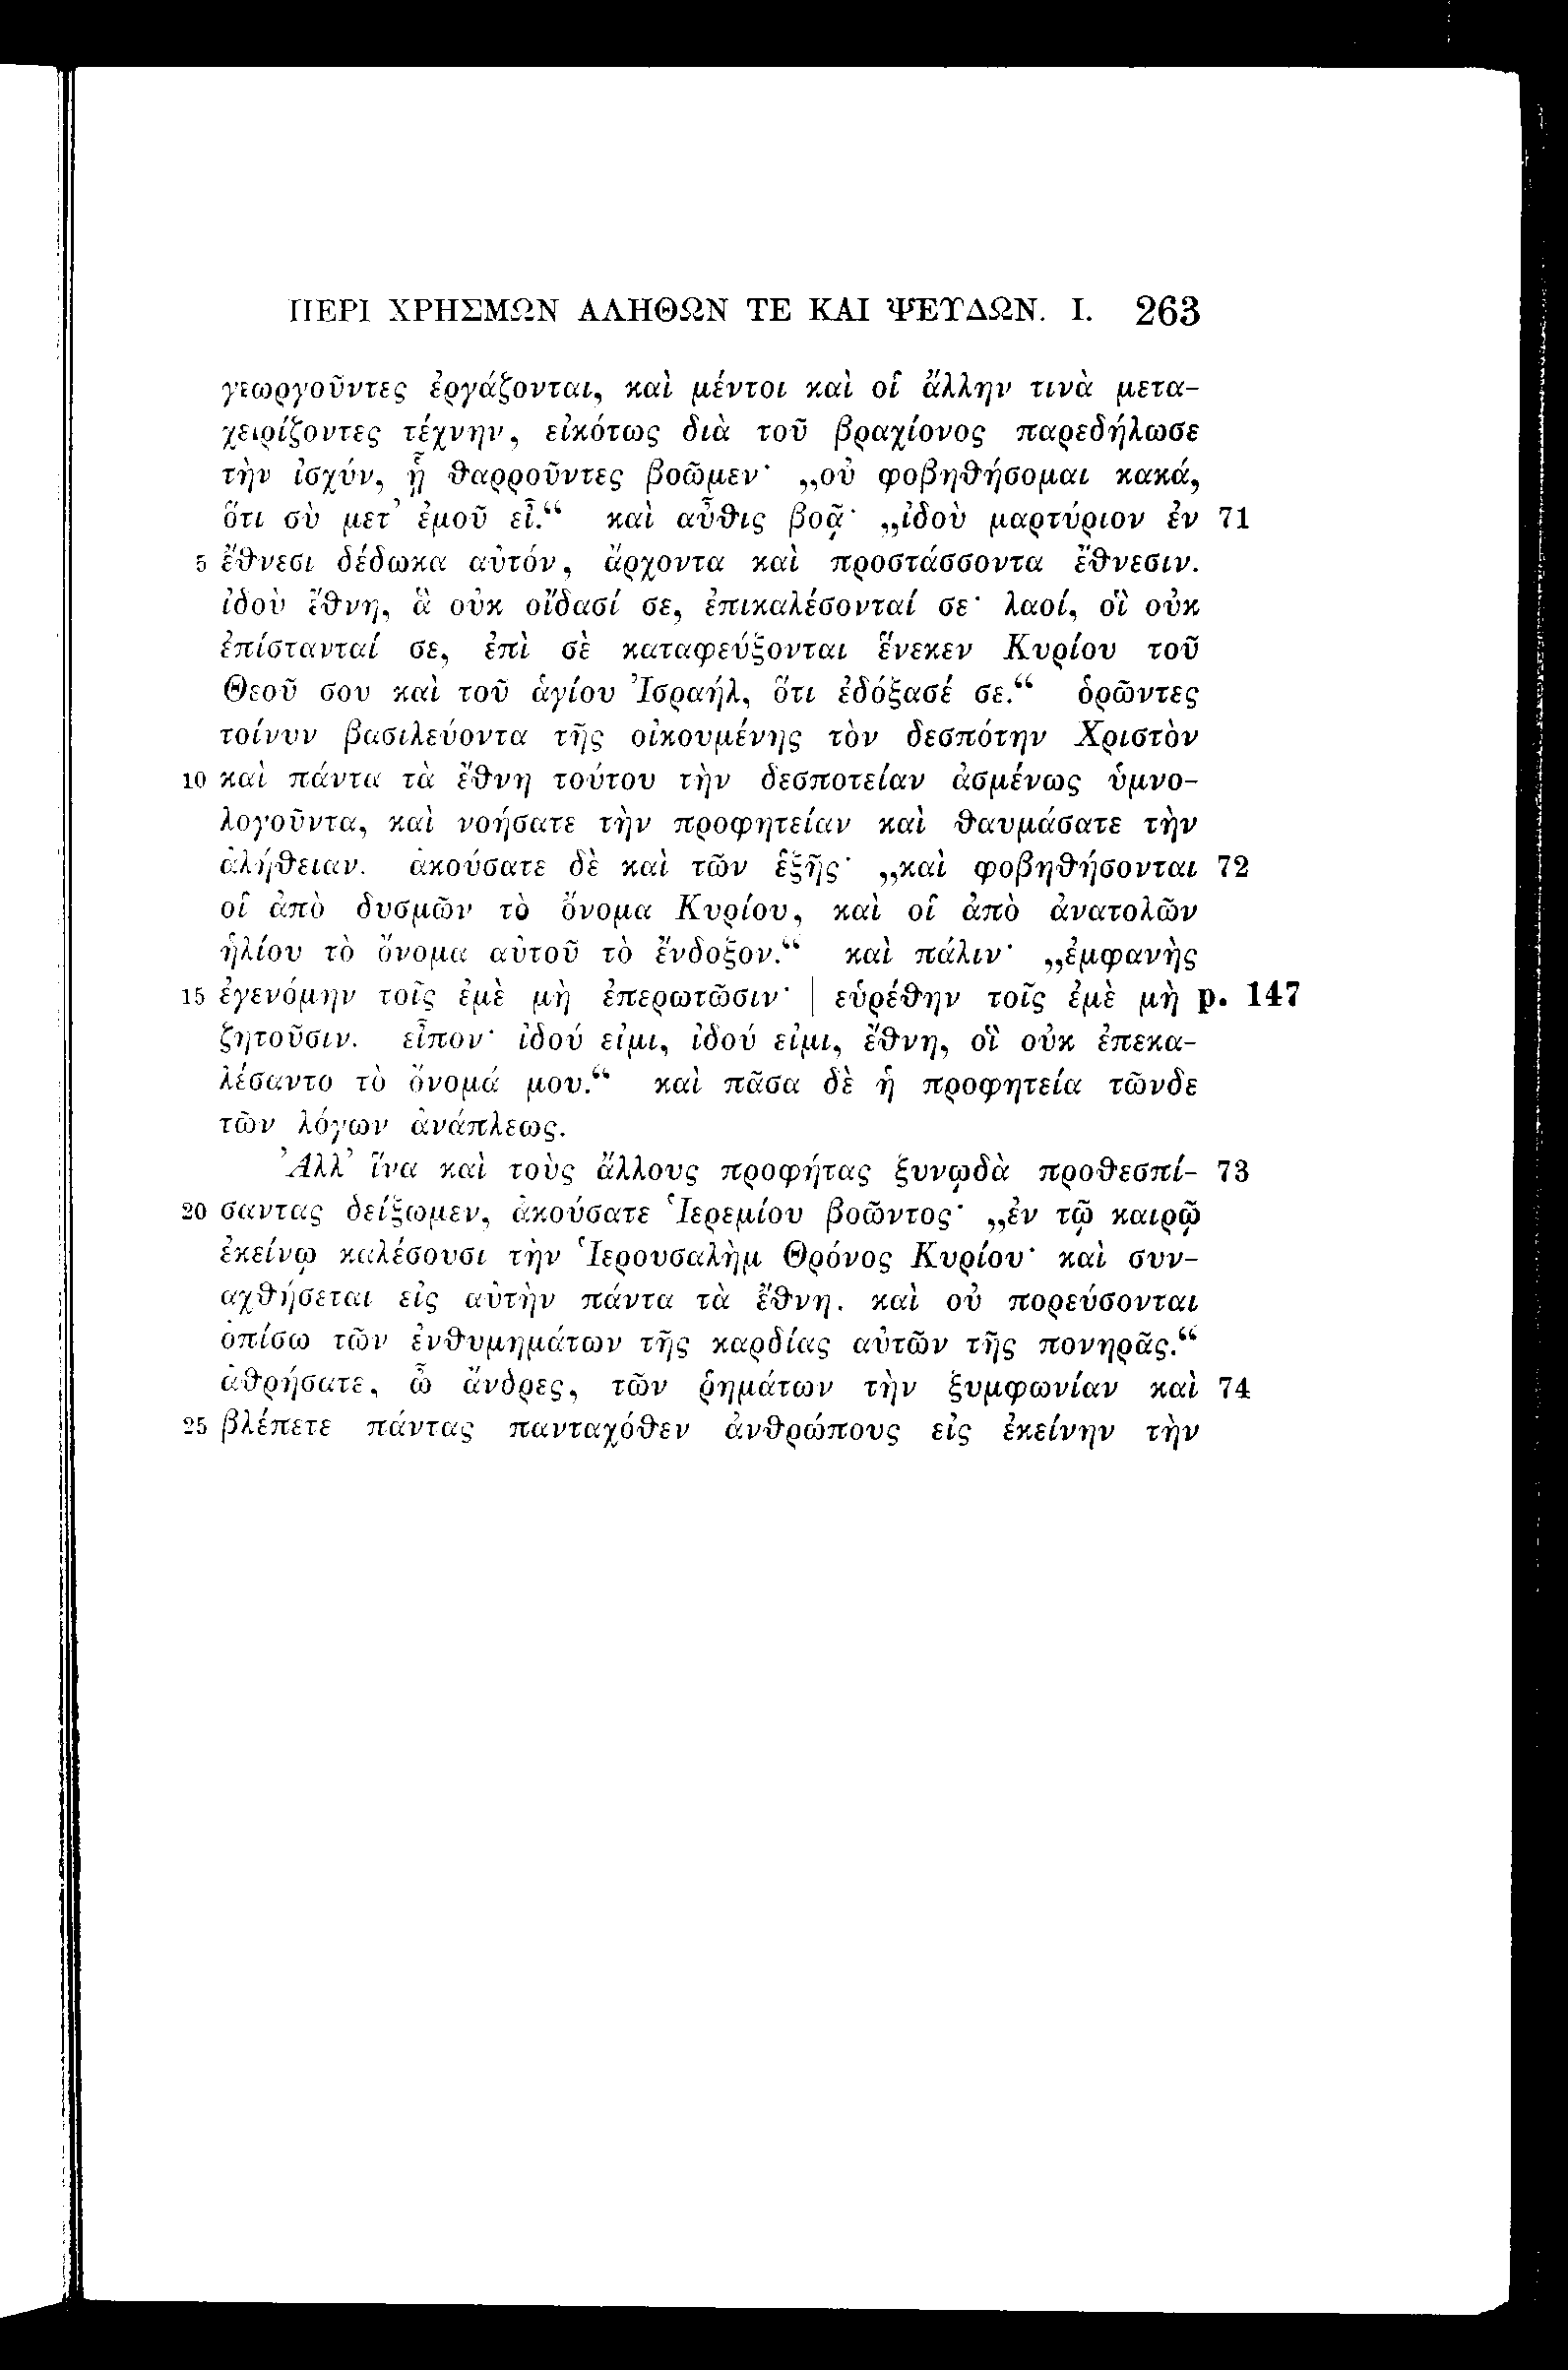 ΠΕΡΙ ΧΡΗΣΜΩΝ ΑΛΗΘΩΝ ΤΕ ΚΑΙ ΨΕΥΔΩΝ. Ι. 263
γεωργοῦντες ἐργάζονται, καὶ μέντοι καὶ οἱ ἄλλην τινὰ μετα-
χειρίζοντες τέχνην, εἰκότως διὰ τοῦ βραχίονος παρεδήλωσε
τὴν ἰσχύν, ᾗ θαρροῦντες βοῶμεν· „οὐ φοβηθήσομαι κακά,
ὅτι σὺ μετ᾽ ἐμοῦ εἶ.“ καὶ αὖθις βοᾷ· „ἰδοὺ μαρτύριον ἐν 71
5 ἔθνεσι δέδωκα αὐτόν, ἄρχοντα καὶ προστάσσοντα ἔθνεσιν.
ἰδοὺ ἔθνη, ἃ οὐκ οἴδασί σε, ἐπικαλέσονταί σε· λαοί, οἳ οὐκ
ἐπίστανταί σε, ἐπὶ σὲ καταφεύξονται ἕνεκεν Κυρίου τοῦ
Θεοῦ σου καὶ τοῦ ἁγίου Ἰσραήλ, ὅτι ἐδόξασέ σε.“ ὁρῶντες
τοίνυν βασιλεύοντα τῆς οἰκουμένης τὸν δεσπότην Χριστὸν
10 καὶ πάντα τὰ ἔθνη τούτου τὴν δεσποτείαν ἀσμένως ὑμνο-
λογοῦντα, καὶ νοήσατε τὴν προφητείαν καὶ θαυμάσατε τὴν
ἀλήθειαν. ἀκούσατε δὲ καὶ τῶν ἑξῆς· „καὶ φοβηθήσονται 72
οἱ ἀπὸ δυσμῶν τὸ ὄνομα Κυρίου, καὶ οἱ ἀπὸ ἀνατολῶν
ἡλίου τὸ ὄνομα αὐτοῦ τὸ ἔνδοξον.“ καὶ πάλιν· „ἐμφανὴς
15 ἐγενόμην τοῖς ἐμὲ μὴ ἐπερωτῶσιν· | εὑρέθην τοῖς ἐμὲ μὴ p. 147
ζητοῦσιν. εἶπον· ἰδού εἰμι, ἰδού εἰμι, ἔθνη, οἳ οὐκ ἐπεκα-
λέσαντο τὸ ὄνομά μου.“ καὶ πᾶσα δὲ ἡ προφητεία τῶνδε
τῶν λόγων ἀνάπλεως.
Ἀλλ᾽ ἵνα καὶ τοὺς ἄλλους προφήτας ξυνῳδὰ προθεσπί- 73
20 σαντας δείξωμεν, ἀκούσατε Ἱερεμίου βοῶντος· „ἐν τῷ καιρῷ
ἐκείνῳ καλέσουσι τὴν Ἱερουσαλὴμ Θρόνος Κυρίου· καὶ συν-
αχθήσεται εἰς αὐτὴν πάντα τὰ ἔθνη. καὶ οὐ πορεύσονται
ὀπίσω τῶν ἐνθυμημάτων τῆς καρδίας αὐτῶν τῆς πονηρᾶς.“
ἀθρήσατε, ὦ ἄνδρες, τῶν ῥημάτων τὴν ξυμφωνίαν καὶ 74
25 βλέπετε πάντας πανταχόθεν ἀνθρώπους εἰς ἐκείνην τὴν